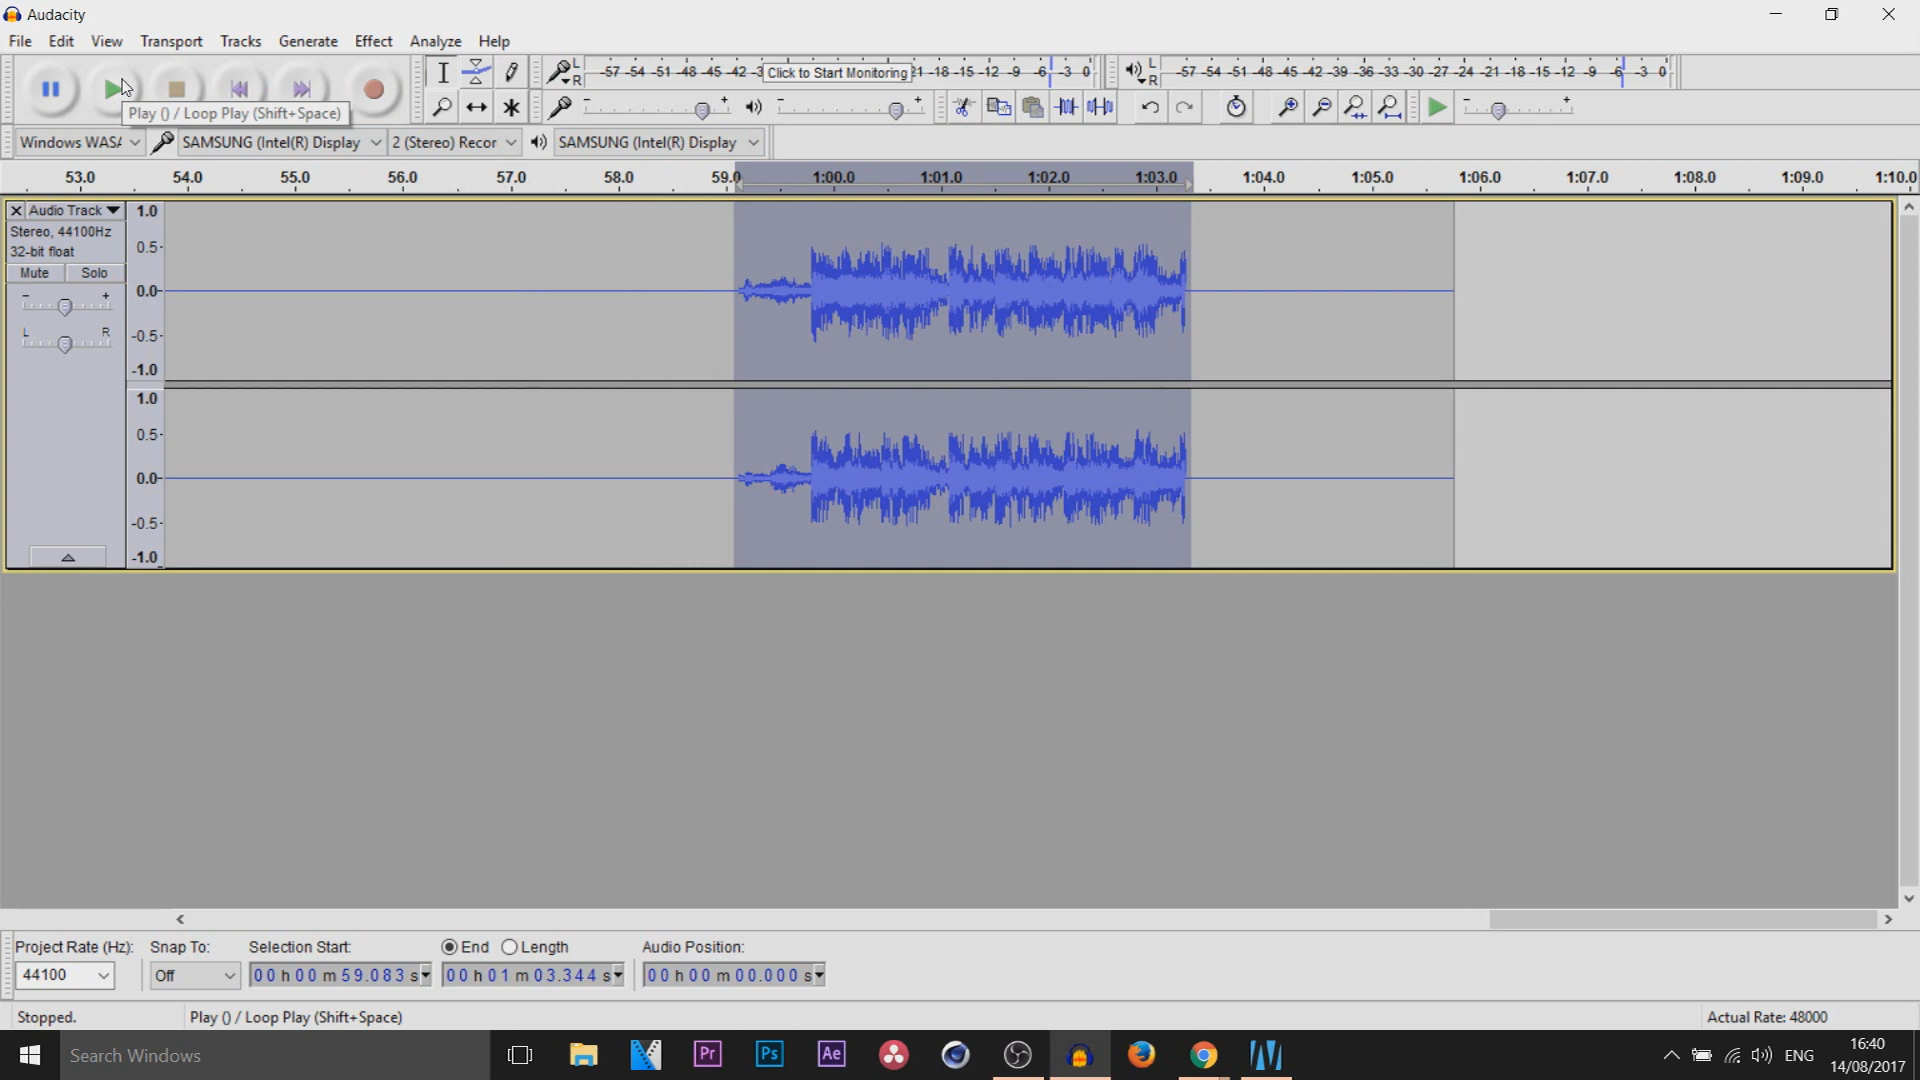 Audacity
File Edit View Transport Tracks Generate Effect Analyze Help
L
R
-57 -54 -51 -48 -45 -42 -3 Click to Start Monitoring 21 -18 -15 -12 -9 -6 -3 0
L
R
-57 -54 -51 -48 -45 -42 -39 -36 -33 -30 -27 -24 -21 -18 -15 -12 -9 -6 -3 0
Play () / Loop Play (Shift+Space)
- + - + - +
Windows WASA SAMSUNG (Intel(R) Display 2 (Stereo) Recor SAMSUNG (Intel(R) Display
53.0 54.0 55.0 56.0 57.0 58.0 59.0 1:00.0 1:01.0 1:02.0 1:03.0 1:04.0 1:05.0 1:06.0 1:07.0 1:08.0 1:09.0 1:10.0
X Audio Track
Stereo, 44100Hz
32-bit float
Mute Solo
- +
L R
1.0
0.5
0.0
-0.5
-1.0
1.0
0.5
0.0
-0.5
-1.0
Project Rate (Hz): Snap To: Selection Start: End Length Audio Position:
44100 Off 00 h 00 m 59.083 s 00 h 01 m 03.344 s 00 h 00 m 00.000 s
Stopped. Play () / Loop Play (Shift+Space) Actual Rate: 48000
Search Windows
Pr Ps Ae
ENG
16:40
14/08/2017